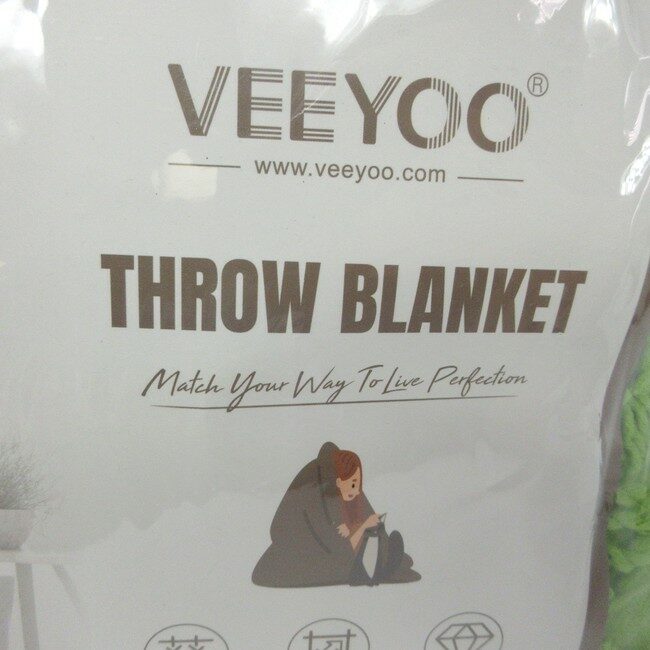 VEEYOO®
www.veeyoo.com
THROW BLANKET
Match Your Way To Live Perfection